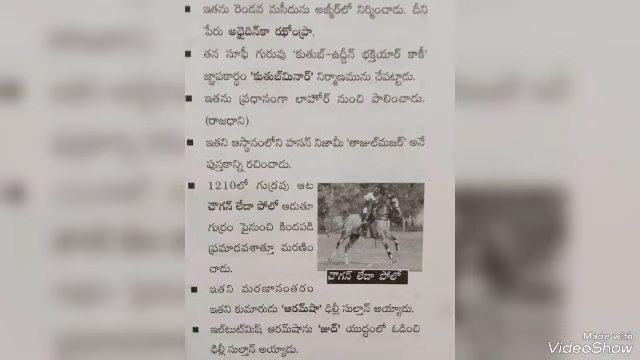 ■ ఇతను రెండవ మసీదును అజ్మీర్‌లో నిర్మించాడు. దీని
పేరు అధైదిన్‌కా ఝోంప్రా.
■ తన సూఫీ గురువు 'కుతుబ్-ఉద్దీన్ భక్తియార్ కాకీ'
జ్ఞాపకార్థం 'కుతుబ్‌మినార్' నిర్మాణమును చేపట్టాడు.
■ ఇతను ప్రధానంగా లాహోర్ నుంచి పాలించాడు.
(రాజధాని)
■ ఇతని ఆస్థానంలోని హసన్ నిజామీ 'తాజుల్‌మజర్' అనే
పుస్తకాన్ని రచించాడు.
■ 1210లో గుర్రపు ఆట
చౌగన్ లేదా పోలో ఆడుతూ
గుర్రం పైనుంచి కిందపడి
ప్రమాదవశాత్తూ మరణిం
చాడు.
చౌగన్ లేదా పోలో
■ ఇతని మరణానంతరం
ఇతని కుమారుడు 'ఆరమ్‌షా' ఢిల్లీ సుల్తాన్ అయ్యాడు.
■ ఇల్‌టుట్‌మిష్ ఆరమ్‌షాను 'జుడ్' యుద్ధంలో ఓడించి
ఢిల్లీ సుల్తాన్ అయ్యాడు.
Made with
VideoShow